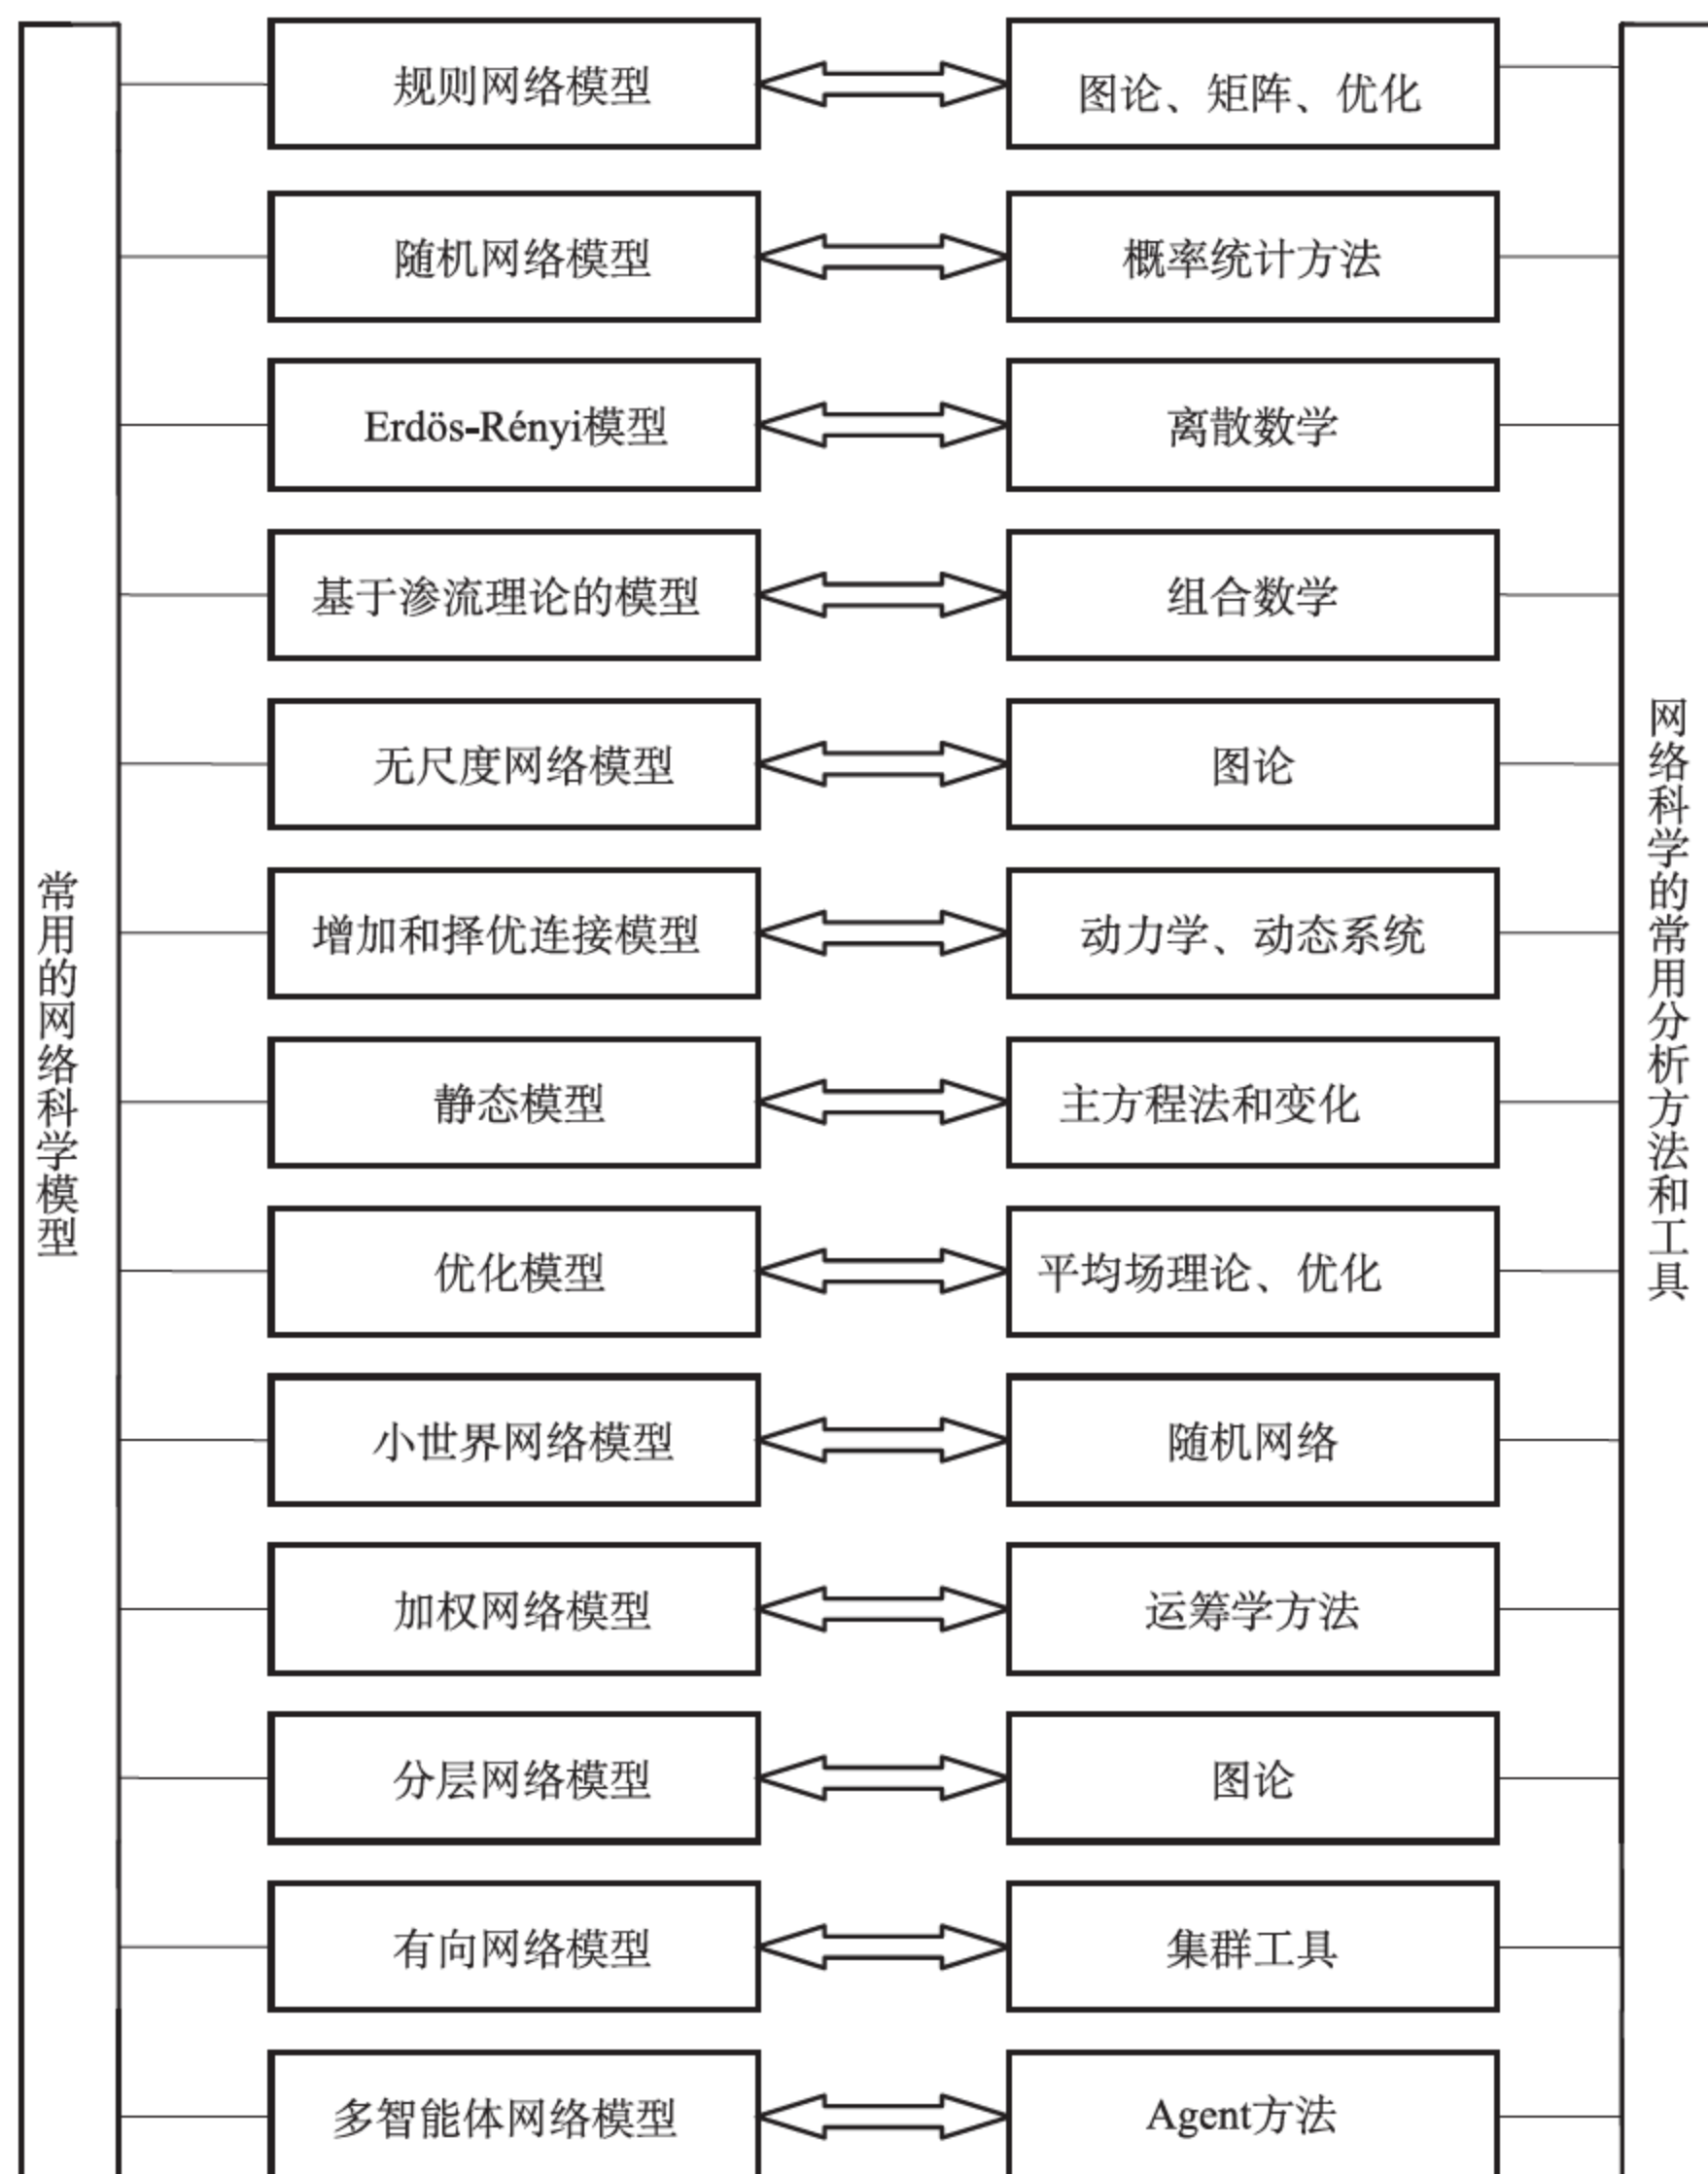 常用的网络科学模型
规则网络模型
图论、矩阵、优化
随机网络模型
概率统计方法
Erdös-Rényi模型
离散数学
基于渗流理论的模型
组合数学
无尺度网络模型
图论
增加和择优连接模型
动力学、动态系统
静态模型
主方程法和变化
优化模型
平均场理论、优化
小世界网络模型
随机网络
加权网络模型
运筹学方法
分层网络模型
图论
有向网络模型
集群工具
多智能体网络模型
Agent方法
网络科学的常用分析方法和工具